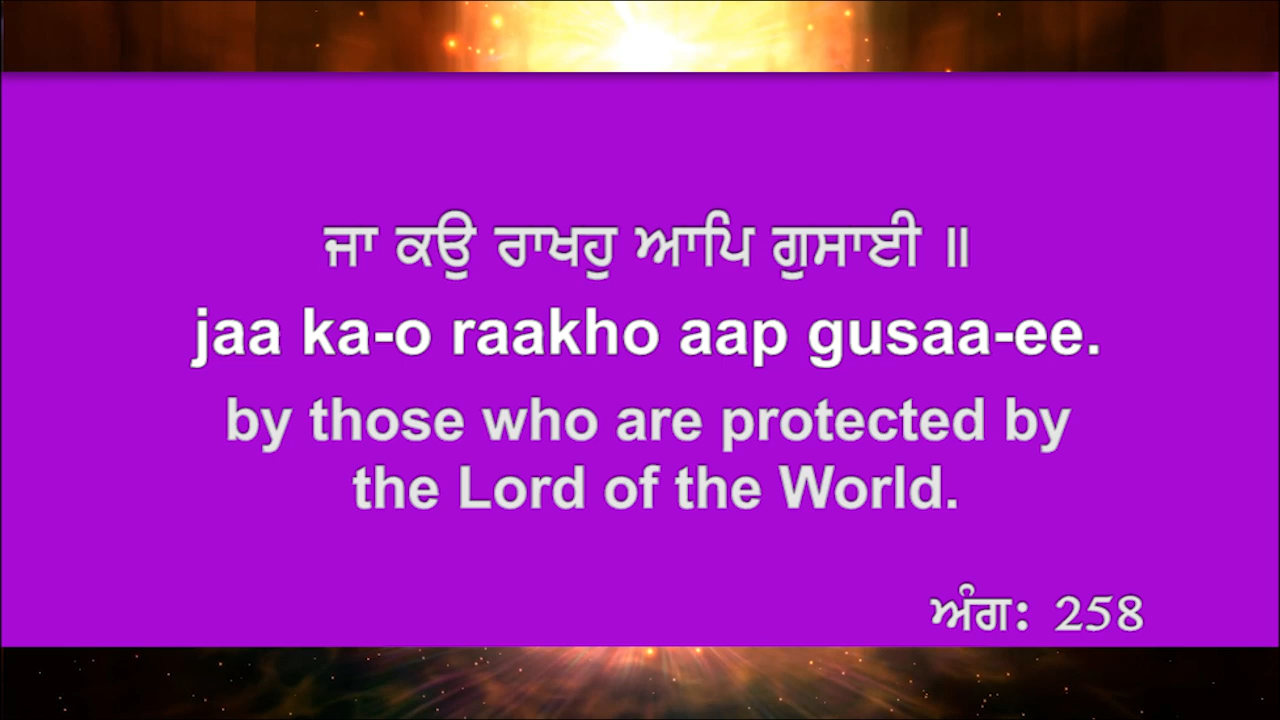 ਜਾ ਕਉ ਰਾਖਹੁ ਆਪਿ ਗੁਸਾਈ ॥
jaa ka-o raakho aap gusaa-ee.
by those who are protected by
the Lord of the World.
ਅੰਗ: 258